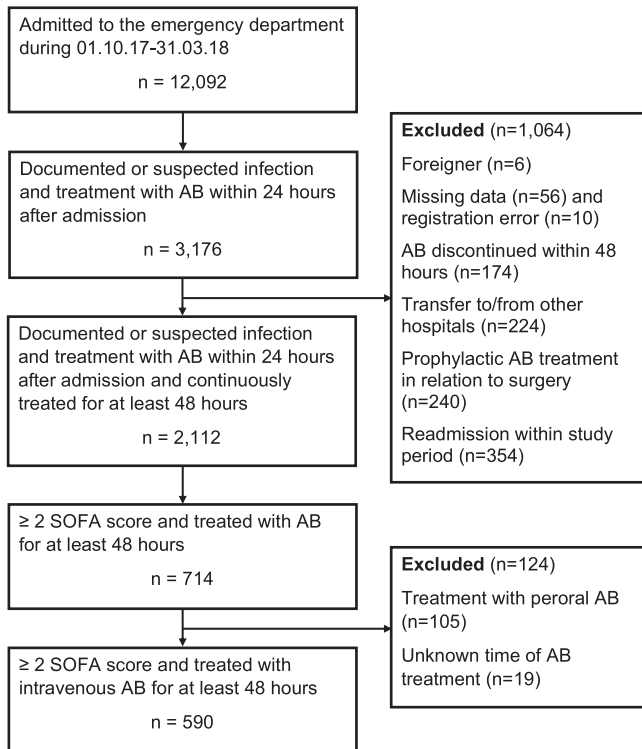 Admitted to the emergency department
during 01.10.17-31.03.18
n = 12,092
Documented or suspected infection
and treatment with AB within 24 hours
after admission
n = 3,176
Excluded (n=1,064)
Foreigner (n=6)
Missing data (n=56) and
registration error (n=10)
AB discontinued within 48
hours (n=174)
Transfer to/from other
hospitals (n=224)
Prophylactic AB treatment
in relation to surgery
(n=240)
Readmission within study
period (n=354)
Documented or suspected infection
and treatment with AB within 24 hours
after admission and continuously
treated for at least 48 hours
n = 2,112
≥ 2 SOFA score and treated with AB
for at least 48 hours
n = 714
Excluded (n=124)
Treatment with peroral AB
(n=105)
Unknown time of AB
treatment (n=19)
≥ 2 SOFA score and treated with
intravenous AB for at least 48 hours
n = 590